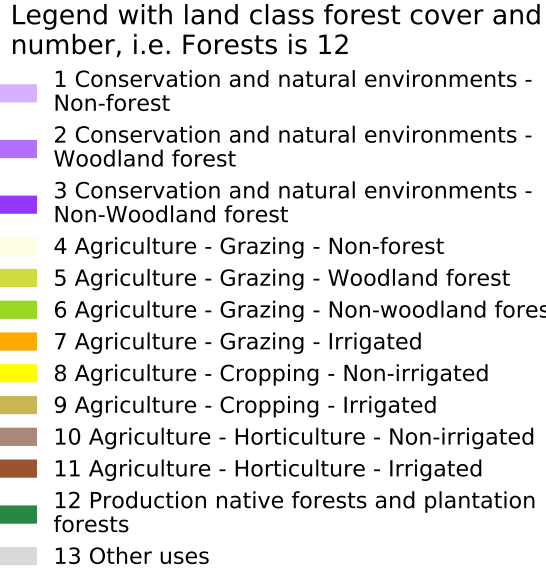 Legend with land class forest cover and
number, i.e. Forests is 12
1 Conservation and natural environments -
Non-forest
2 Conservation and natural environments -
Woodland forest
3 Conservation and natural environments -
Non-Woodland forest
4 Agriculture - Grazing - Non-forest
5 Agriculture - Grazing - Woodland forest
6 Agriculture - Grazing - Non-woodland fores
7 Agriculture - Grazing - Irrigated
8 Agriculture - Cropping - Non-irrigated
9 Agriculture - Cropping - Irrigated
10 Agriculture - Horticulture - Non-irrigated
11 Agriculture - Horticulture - Irrigated
12 Production native forests and plantation
forests
13 Other uses